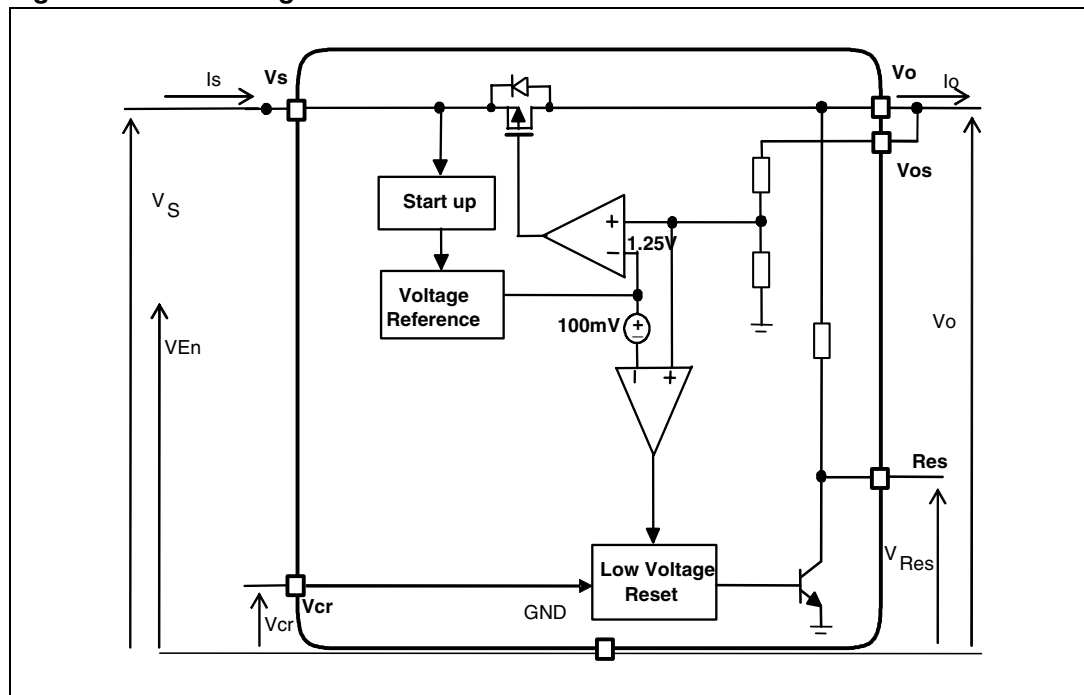 Is
Vs
Vo
Io
Vos
V S
Start up
+
1.25V
−
Voltage
Reference
100mV
+
−
VEn
Vo
− +
Res
Low Voltage
Reset
V Res
Vcr
Vcr
GND